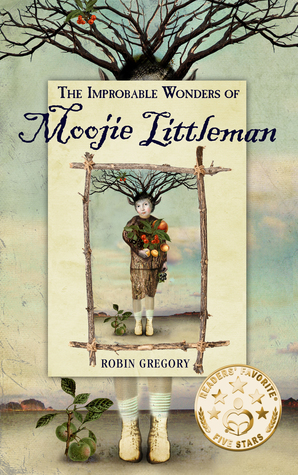 The Improbable Wonders of
Moojie Littleman
Robin Gregory
READERS' FAVORITE
FIVE STARS